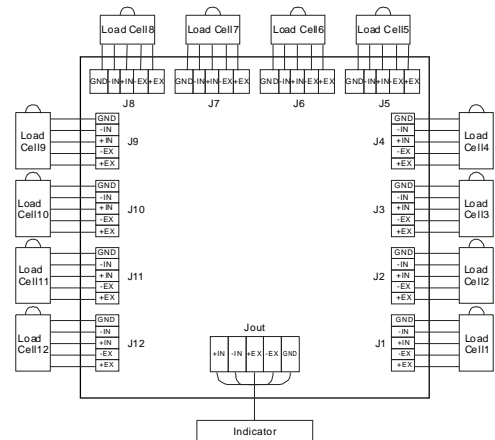 Load Cell8 Load Cell7 Load Cell6 Load Cell5
GND -IN +IN -EX +EX GND -IN +IN -EX +EX GND -IN +IN -EX +EX GND -IN +IN -EX +EX
J8 J7 J6 J5
Load
Cell9
GND
-IN
+IN
-EX
+EX
J9
GND
-IN
+IN
-EX
+EX
J4
Load
Cell4
Load
Cell10
GND
-IN
+IN
-EX
+EX
J10
GND
-IN
+IN
-EX
+EX
J3
Load
Cell3
Load
Cell11
GND
-IN
+IN
-EX
+EX
J11
GND
-IN
+IN
-EX
+EX
J2
Load
Cell2
Load
Cell12
GND
-IN
+IN
-EX
+EX
J12
GND
-IN
+IN
-EX
+EX
J1
Load
Cell1
Jout
+IN -IN +EX -EX GND
Indicator